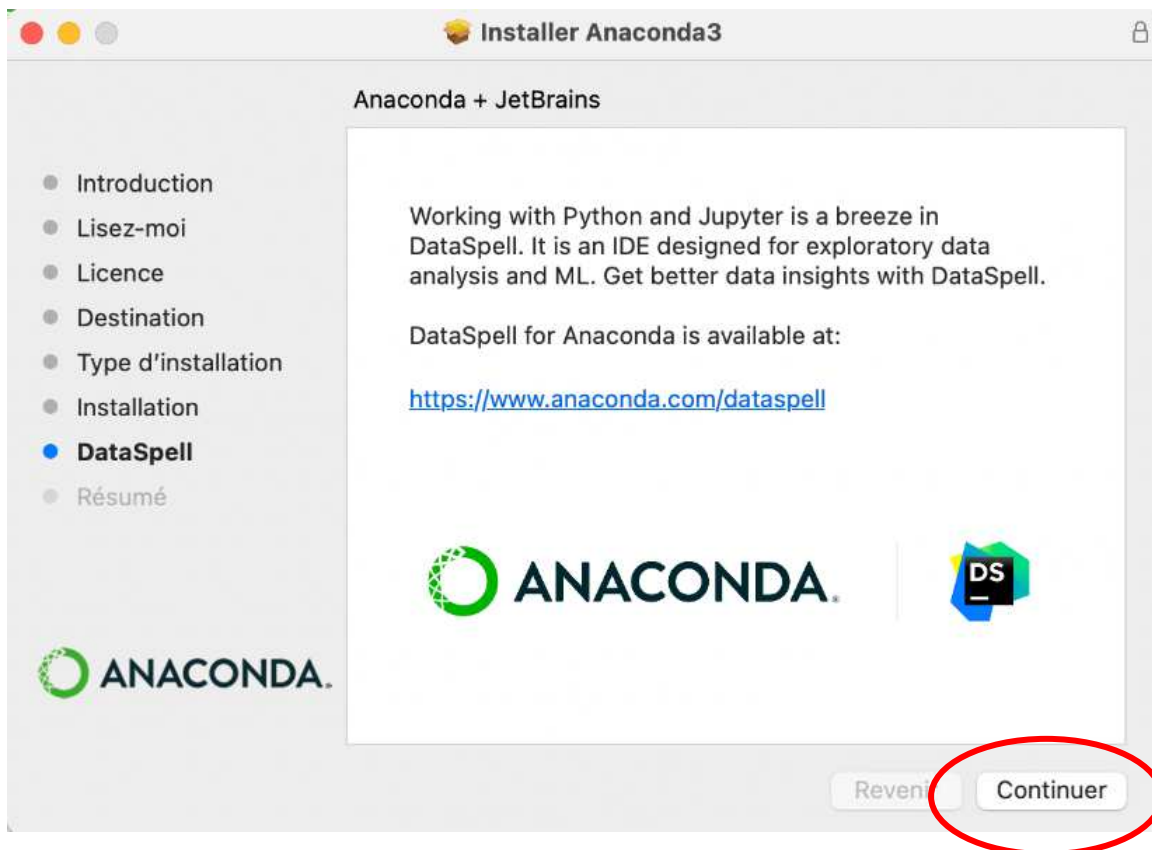 Installer Anaconda3
Anaconda + JetBrains
Introduction
Lisez-moi
Licence
Destination
Type d'installation
Installation
DataSpell
Résumé
Working with Python and Jupyter is a breeze in
DataSpell. It is an IDE designed for exploratory data
analysis and ML. Get better data insights with DataSpell.
DataSpell for Anaconda is available at:
https://www.anaconda.com/dataspell
ANACONDA.
DS
ANACONDA.
Reveni
Continuer